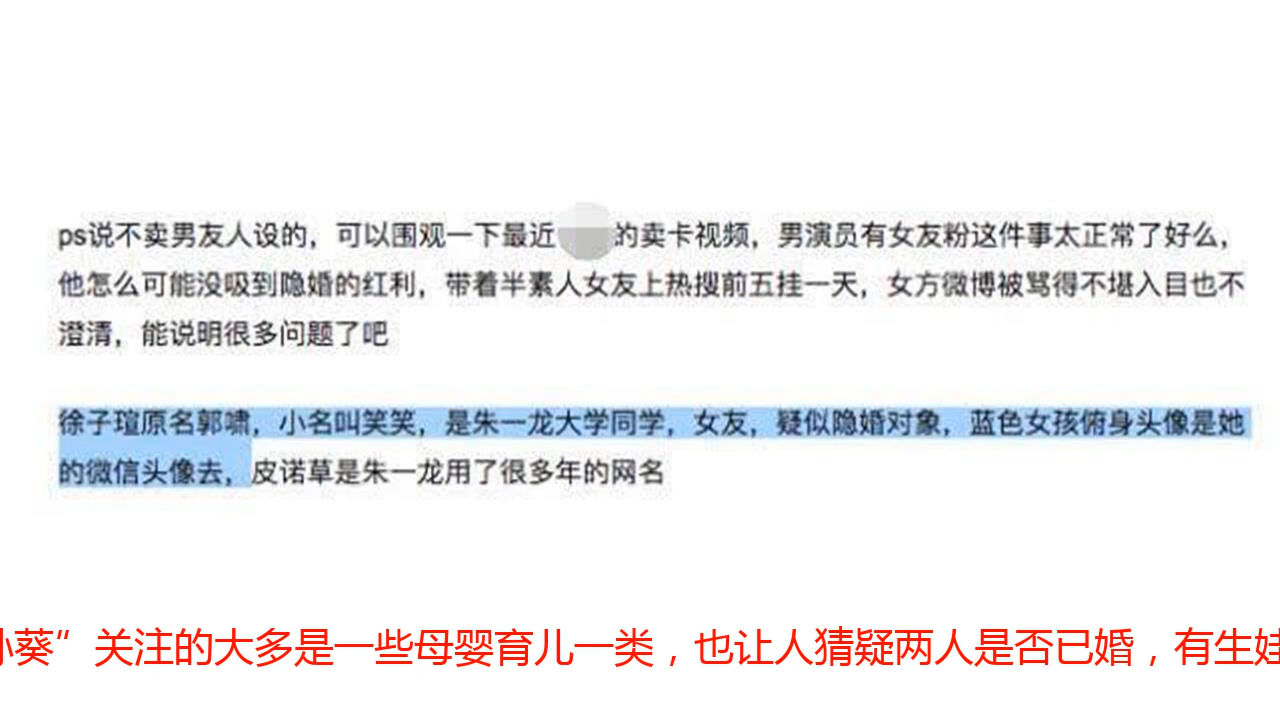 ps说不卖男友人设的，可以围观一下最近 的卖卡视频，男演员有女友粉这件事太正常了好么，
他怎么可能没吸到隐婚的红利，带着半素人女友上热搜前五挂一天，女方微博被骂得不堪入目也不
澄清，能说明很多问题了吧
徐子瑄原名郭啸，小名叫笑笑，是朱一龙大学同学，女友，疑似隐婚对象，蓝色女孩俯身头像是她
的微信头像去，皮诺草是朱一龙用了很多年的网名
葵”关注的大多是一些母婴育儿一类，也让人猜疑两人是否已婚，有生娃